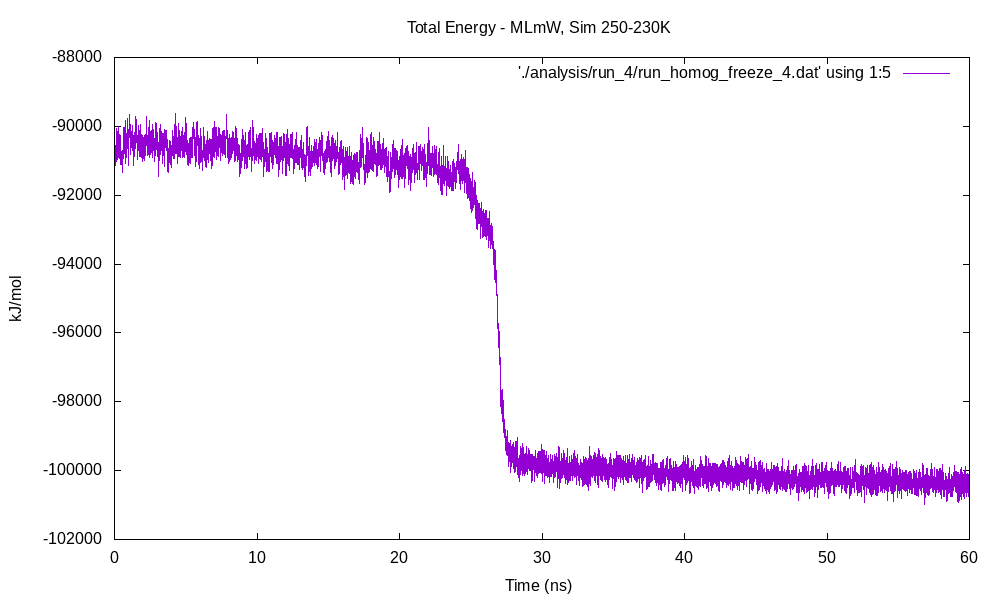 Total Energy - MLmW, Sim 250-230K
'./analysis/run_4/run_homog_freeze_4.dat' using 1:5
-88000
-90000
-92000
-94000
-96000
-98000
-100000
-102000
kJ/mol
0 10 20 30 40 50 60
Time (ns)